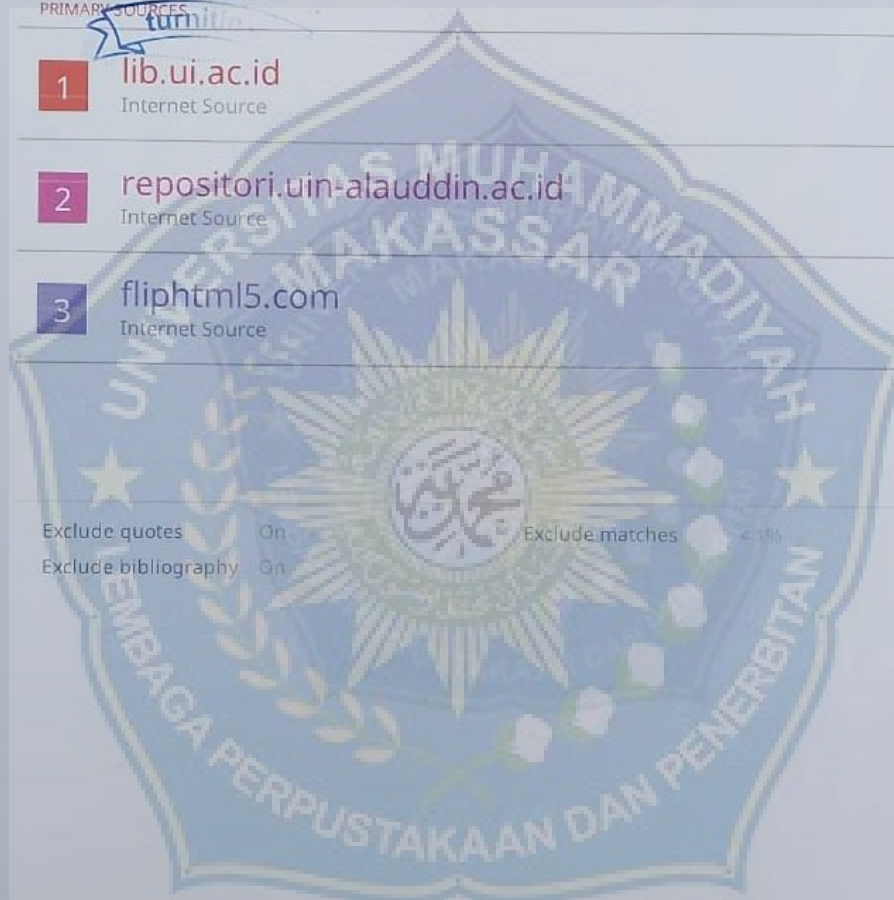 PRIMARY SOURCES
turnitin
1 lib.ui.ac.id
Internet Source
2 repositori.uin-alauddin.ac.id
Internet Source
3 fliphtml5.com
Internet Source
Exclude quotes On Exclude matches
Exclude bibliography On
UNIVERSITAS MUHAMMADIYAH
MAKASSAR
LEMBAGA PERPUSTAKAAN DAN PENERBITAN